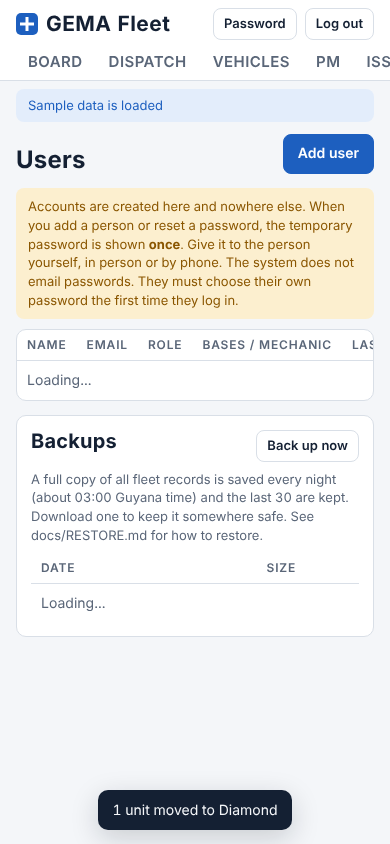 GEMA Fleet
Password
Log out
BOARD DISPATCH VEHICLES PM ISS
Sample data is loaded
Users
Add user
Accounts are created here and nowhere else. When
you add a person or reset a password, the temporary
password is shown once. Give it to the person
yourself, in person or by phone. The system does not
email passwords. They must choose their own
password the first time they log in.
NAME EMAIL ROLE BASES / MECHANIC LAS
Loading...
Backups
Back up now
A full copy of all fleet records is saved every night
(about 03:00 Guyana time) and the last 30 are kept.
Download one to keep it somewhere safe. See
docs/RESTORE.md for how to restore.
DATE SIZE
Loading...
1 unit moved to Diamond